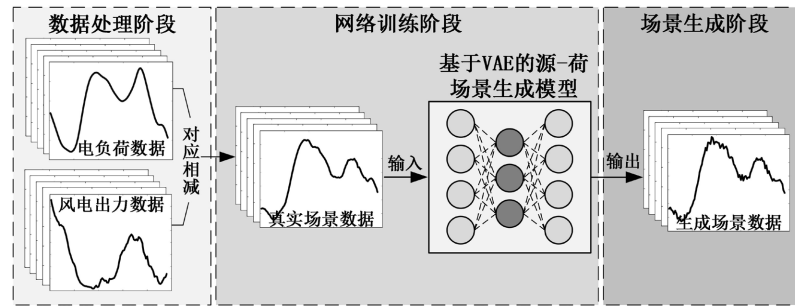 数据处理阶段
电负荷数据
风电出力数据
对应相减
网络训练阶段
真实场景数据
输入
基于VAE的源-荷
场景生成模型
输出
场景生成阶段
生成场景数据